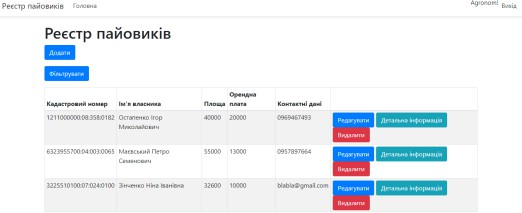 Реєстр пайовиків Головна Agronom! Вихід
Реєстр пайовиків
Додати
Фільтрувати
Кадастровий номер Ім'я власника Площа Орендна плата Контактні дані
1211000000:08:358:0182 Остапенко Ігор Миколайович 40000 20000 0969467493 Редагувати Детальна інформація
Видалити
6323955700:04:003:0065 Маєвський Петро Семенович 55000 13000 0957897664 Редагувати Детальна інформація
Видалити
3225510100:07:024:0100 Зінченко Ніна Іванівна 32600 10000 blabla@gmail.com Редагувати Детальна інформація
Видалити